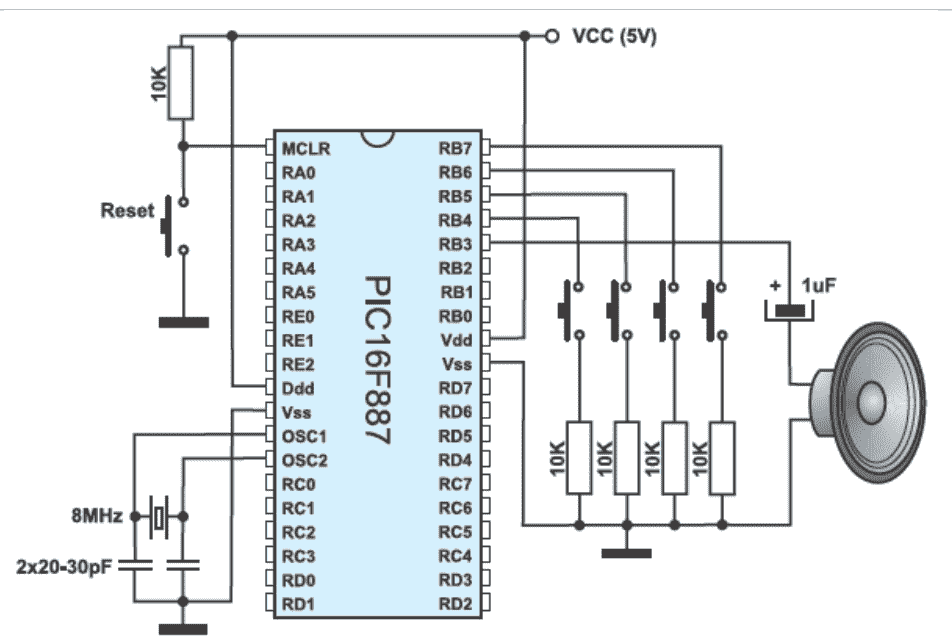 VCC (5V)
10K
Reset
MCLR
RA0
RA1
RA2
RA3
RA4
RA5
RE0
RE1
RE2
Ddd
Vss
OSC1
OSC2
RC0
RC1
RC2
RC3
RD0
RD1
PIC16F887
RB7
RB6
RB5
RB4
RB3
RB2
RB1
RB0
Vdd
Vss
RD7
RD6
RD5
RD4
RC7
RC6
RC5
RC4
RD3
RD2
+ 1uF
10K
10K
10K
10K
8MHz
2x20-30pF